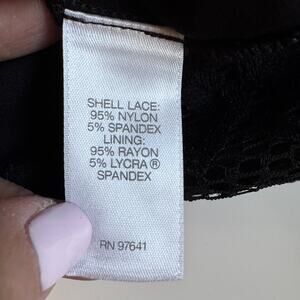 SHELL LACE:
95% NYLON
5% SPANDEX
LINING:
95% RAYON
5% LYCRA ®
SPANDEX
RN 97641